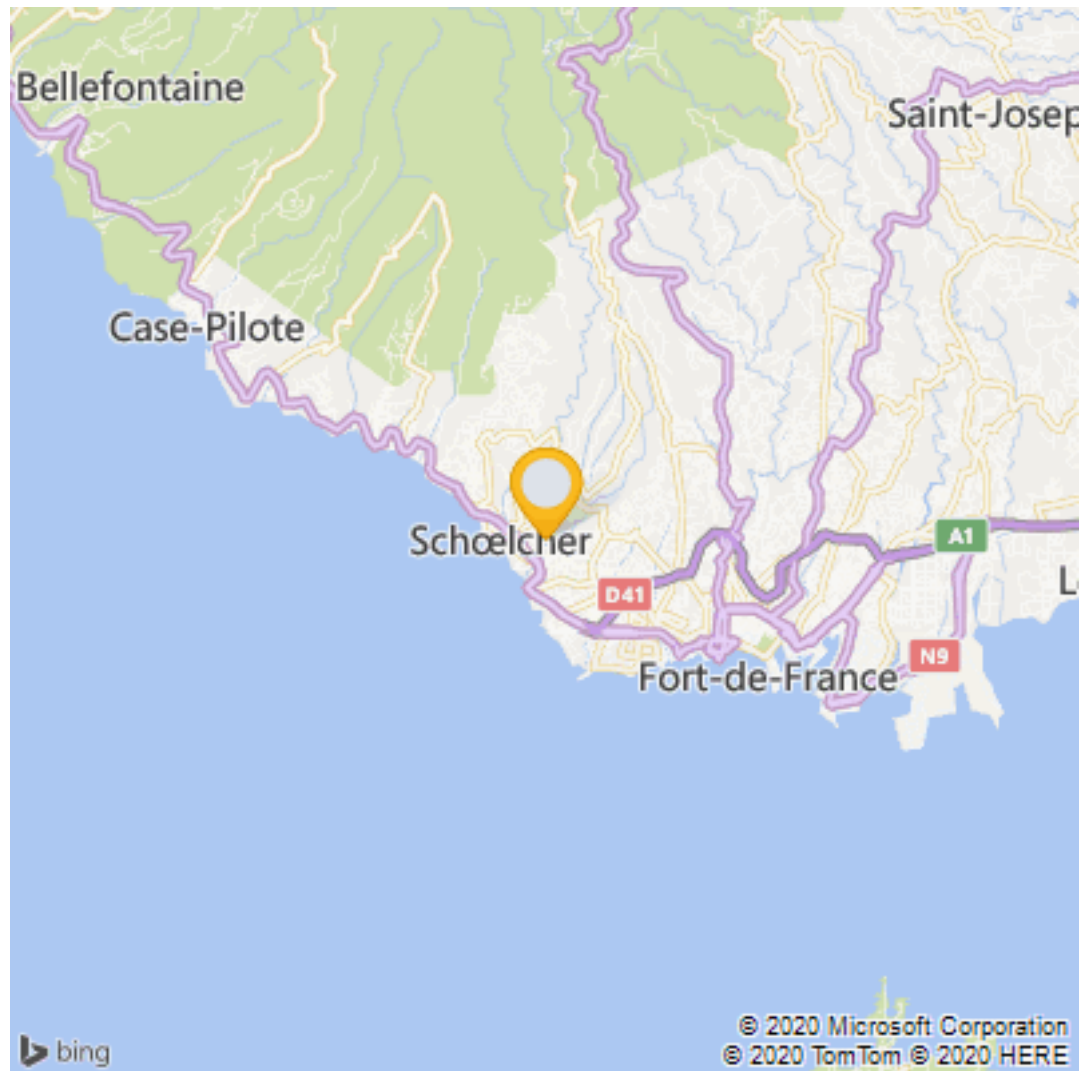 Bellefontaine
Saint-Josep
Case-Pilote
Schœlcher
A1
D41
L
N9
Fort-de-France
© 2020 Microsoft Corporation
bing
© 2020 TomTom © 2020 HERE